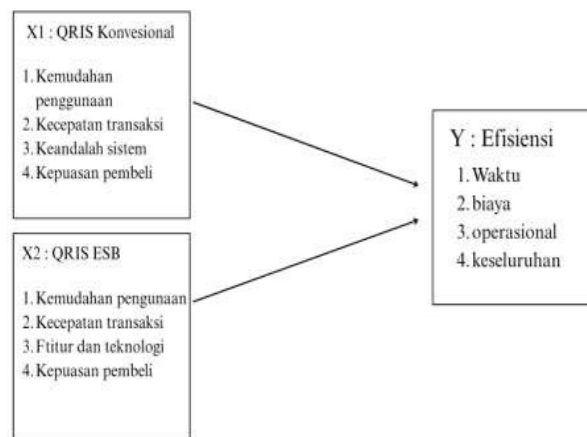 X1 : QRIS Konvesional
1. Kemudahan
penggunaan
2. Kecepatan transaksi
3. Keandalah sistem
4. Kepuasan pembeli
X2 : QRIS ESB
1. Kemudahan pengunaan
2. Kecepatan transaksi
3. Ftitur dan teknologi
4. Kepuasan pembeli
Y : Efisiensi
1. Waktu
2. biaya
3. operasional
4. keseluruhan